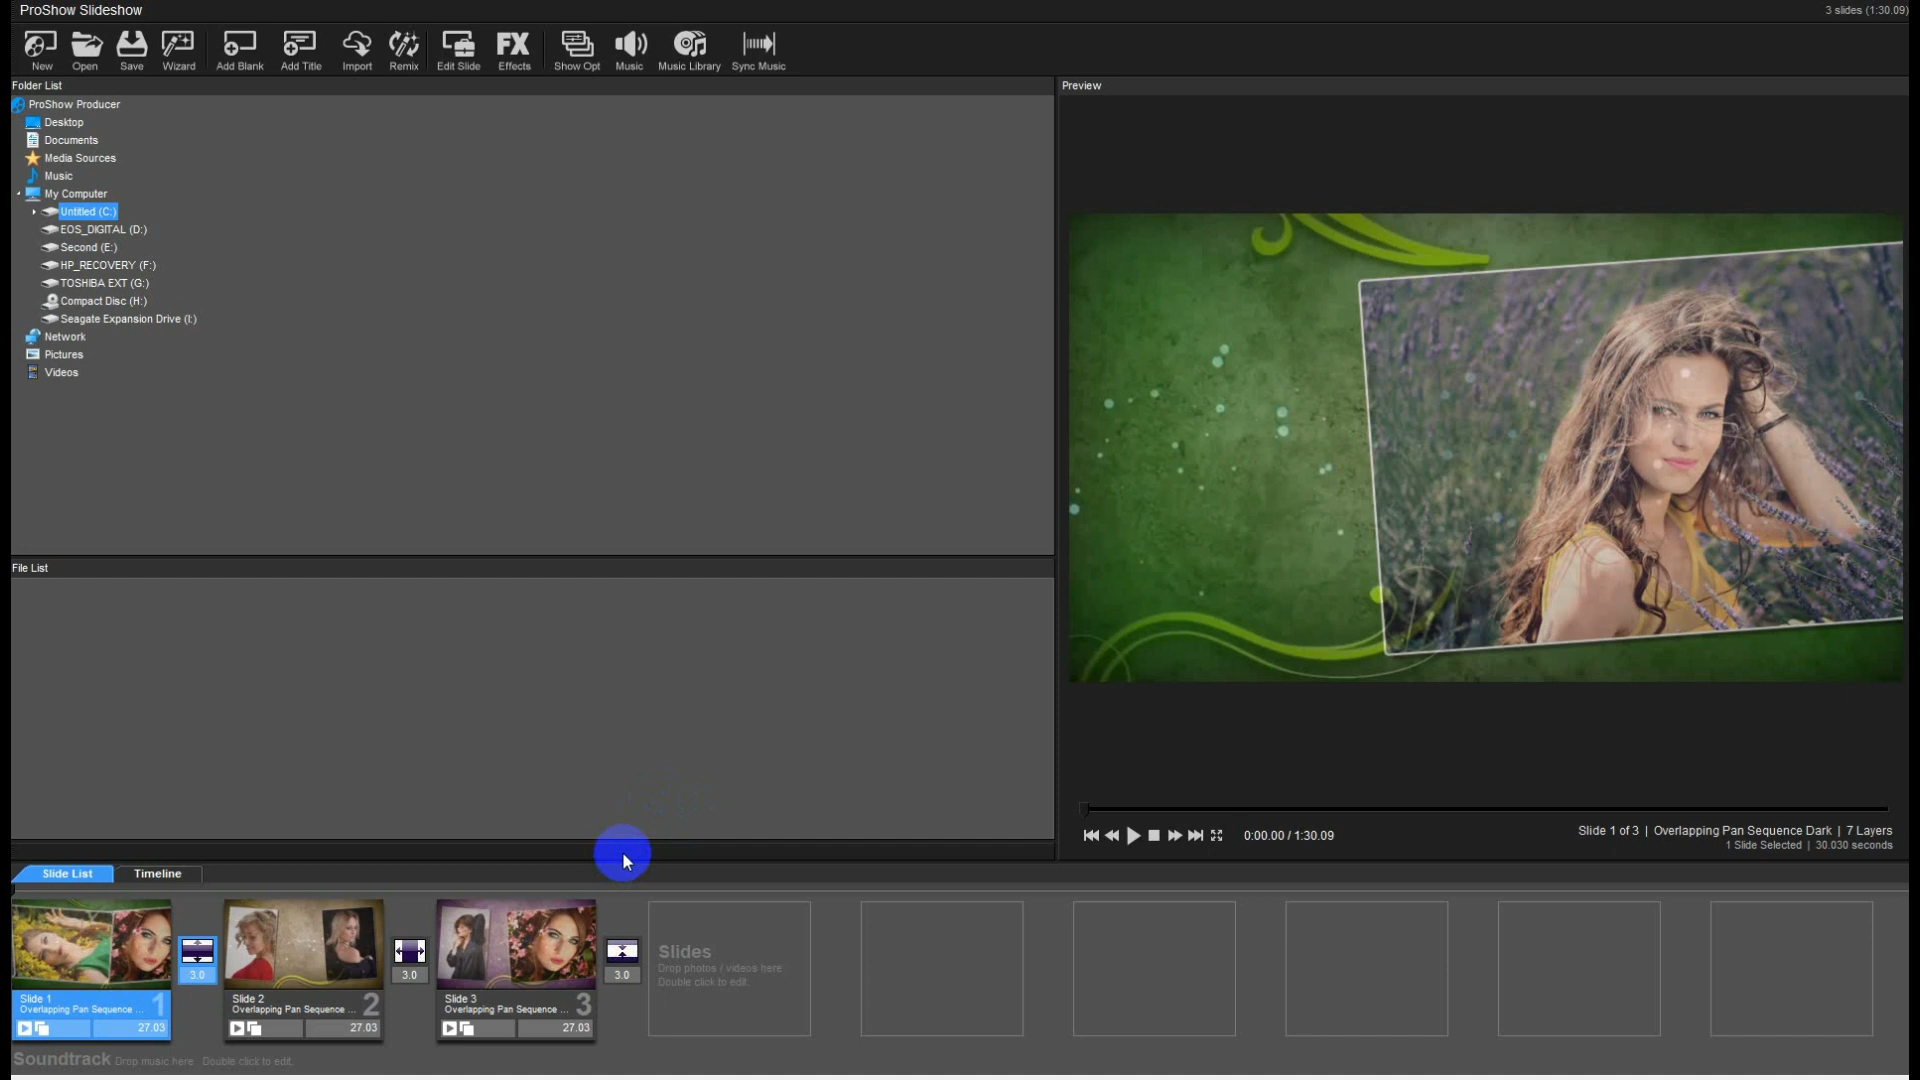 ProShow Slideshow
3 slides (1:30.09)
New Open Save Wizard Add Blank Add Title Import Remix Edit Slide FX Effects Show Opt Music Music Library Sync Music
Folder List
Preview
ProShow Producer
Desktop
Documents
Media Sources
Music
My Computer
Untitled (C:)
EOS_DIGITAL (D:)
Second (E:)
HP_RECOVERY (F:)
TOSHIBA EXT (G:)
Compact Disc (H:)
Seagate Expansion Drive (I:)
Network
Pictures
Videos
File List
0:00.00 / 1:30.09
Slide 1 of 3 | Overlapping Pan Sequence Dark | 7 Layers
1 Slide Selected | 30.030 seconds
Slide List Timeline
Slide 1
Overlapping Pan Sequence ...
1
27.03
3.0
Slide 2
Overlapping Pan Sequence ...
2
27.03
3.0
Slide 3
Overlapping Pan Sequence ...
3
27.03
3.0
Slides
Drop photos / videos here
Double click to edit.
Soundtrack Drop music here. Double click to edit.